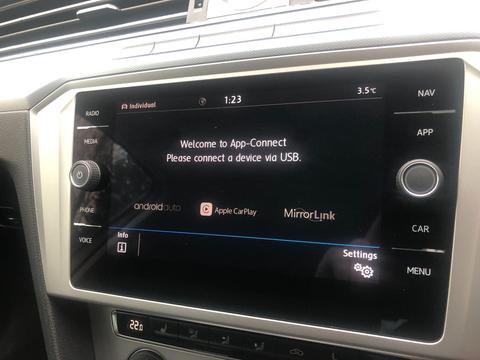 RADIO
MEDIA
PHONE
VOICE
Individual
1:23
3.5°C
Welcome to App-Connect
Please connect a device via USB.
androidauto
Apple CarPlay
MirrorLink
Info
Settings
NAV
APP
CAR
MENU
22.0